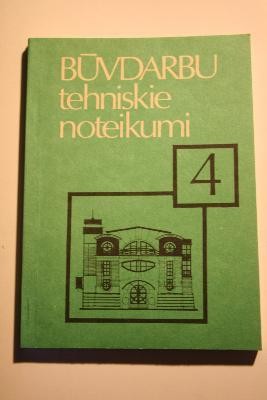 BŪVDARBU
tehniskie
noteikumi
4